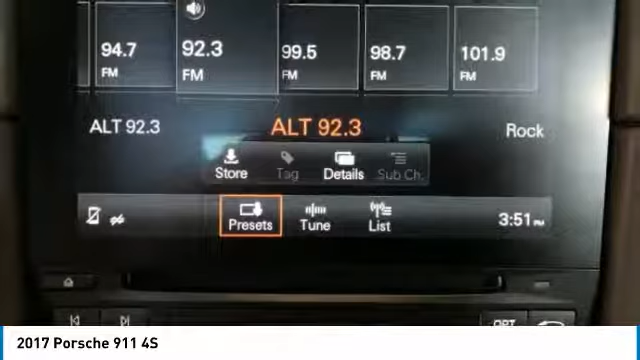 94.7
FM
92.3
FM
99.5
FM
98.7
FM
101.9
FM
ALT 92.3
ALT 92.3
Rock
Store
Tag
Details
Sub Ch.
Presets
Tune
List
3:51 PM
OPT
2017 Porsche 911 4S